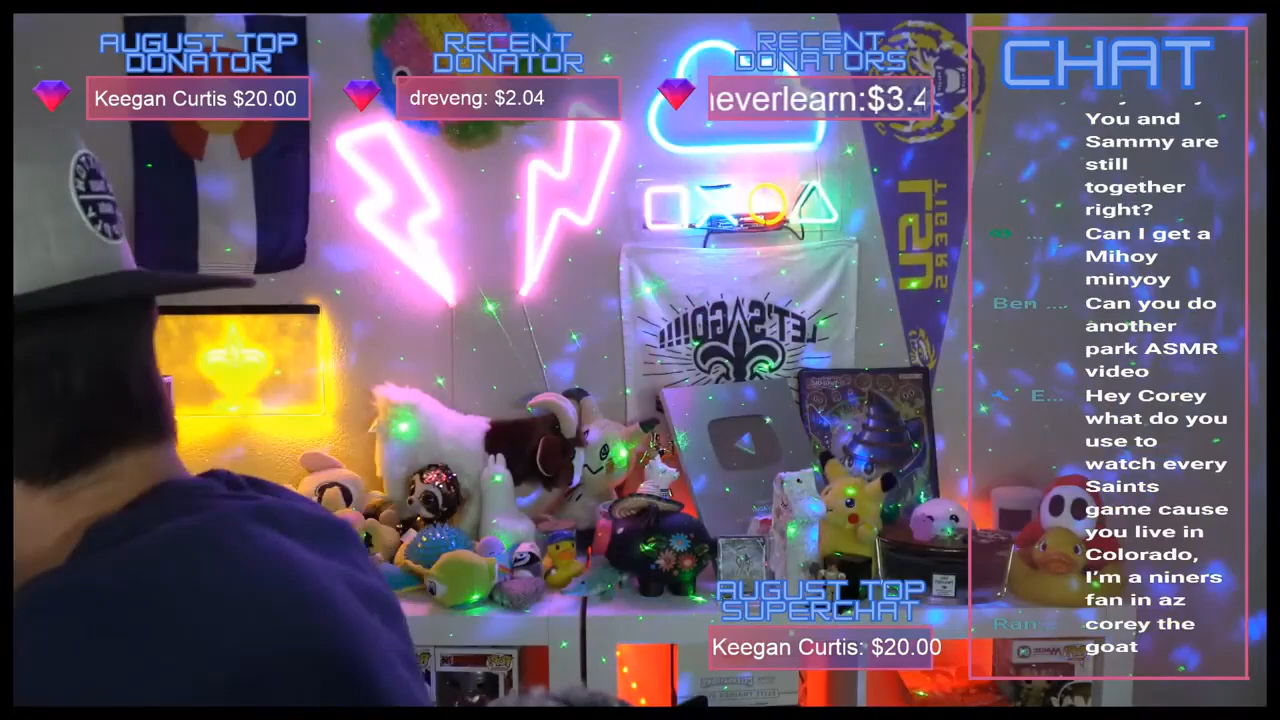 AUGUST TOP
DONATOR
Keegan Curtis $20.00
RECENT
DONATOR
dreveng: $2.04
RECENT
DONATORS
everlearn:$3.4
CHAT
You and
Sammy are
still
together
right?
Can I get a
Mihoy
minyoy
Ben ....
Can you do
another
park ASMR
video
E...
Hey Corey
what do you
use to
watch every
Saints
game cause
you live in
Colorado,
I'm a niners
fan in az
Ran
corey the
goat
LET'S GO!!!!
LSU
TIGERS
AUGUST TOP
SUPERCHAT
Keegan Curtis: $20.00